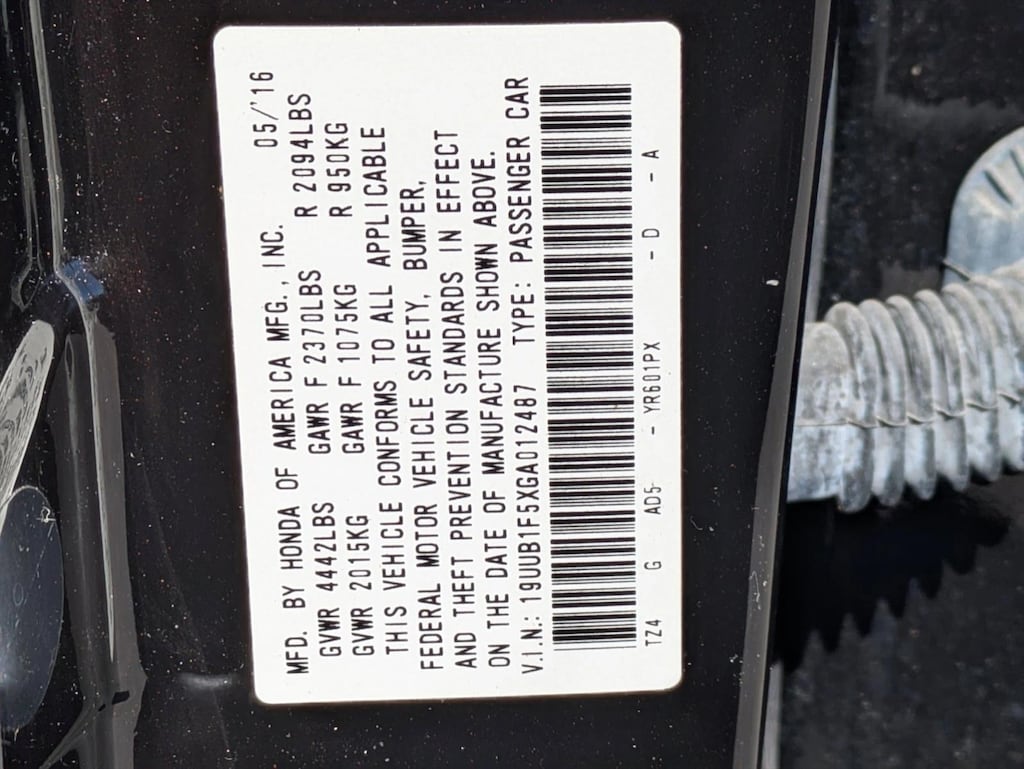 MFD. BY HONDA OF AMERICA MFG., INC. 05/'16
GVWR 4442LBS GAWR F 2370LBS R 2094LBS
GVWR 2015KG GAWR F 1075KG R 950KG
THIS VEHICLE CONFORMS TO ALL APPLICABLE
FEDERAL MOTOR VEHICLE SAFETY, BUMPER,
AND THEFT PREVENTION STANDARDS IN EFFECT
ON THE DATE OF MANUFACTURE SHOWN ABOVE.
V.I.N.: 19UUB1F5XGA012487 TYPE: PASSENGER CAR
TZ4 G AD5- - YR601PX - D - A